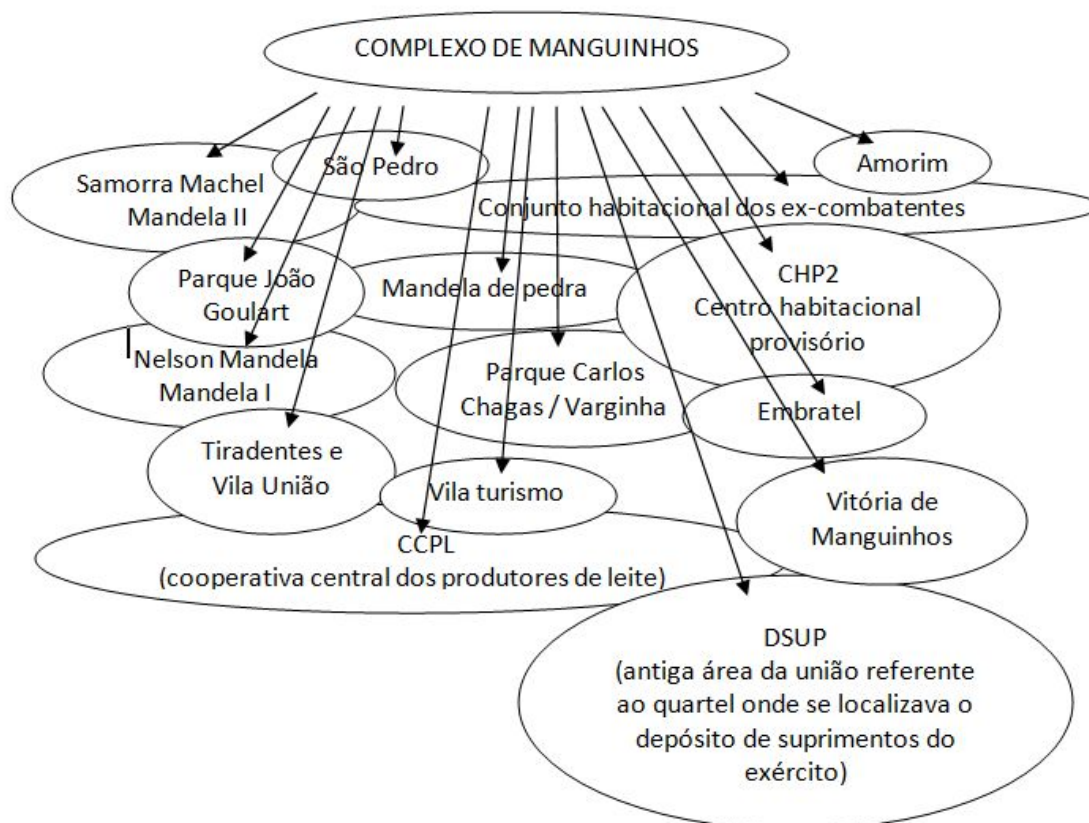 COMPLEXO DE MANGUINHOS
São Pedro
Amorim
Samorra Machel
Mandela II
Conjunto habitacional dos ex-combatentes
Parque João
Goulart
Mandela de pedra
CHP2
Centro habitacional
provisório
Nelson Mandela
Mandela I
Parque Carlos
Chagas / Varginha
Embratel
Tiradentes e
Vila União
Vila turismo
Vitória de
Manguinhos
CCPL
(cooperativa central dos produtores de leite)
DSUP
(antiga área da união referente
ao quartel onde se localizava o
depósito de suprimentos do
exército)